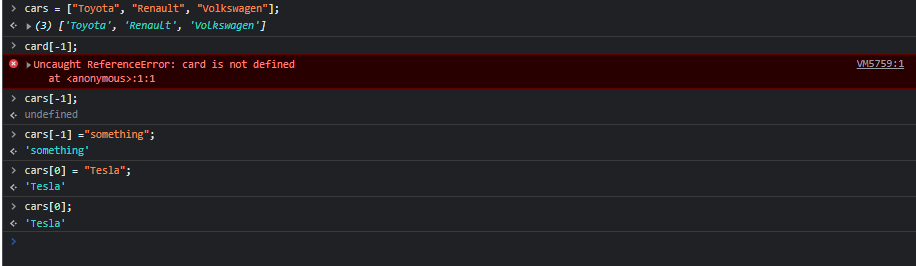 cars = ["Toyota", "Renault", "Volkswagen"];
(3) ['Toyota', 'Renault', 'Volkswagen']
card[-1];
Uncaught ReferenceError: card is not defined VM5759:1
at <anonymous>:1:1
cars[-1];
undefined
cars[-1] ="something";
'something'
cars[0] = "Tesla";
'Tesla'
cars[0];
'Tesla'